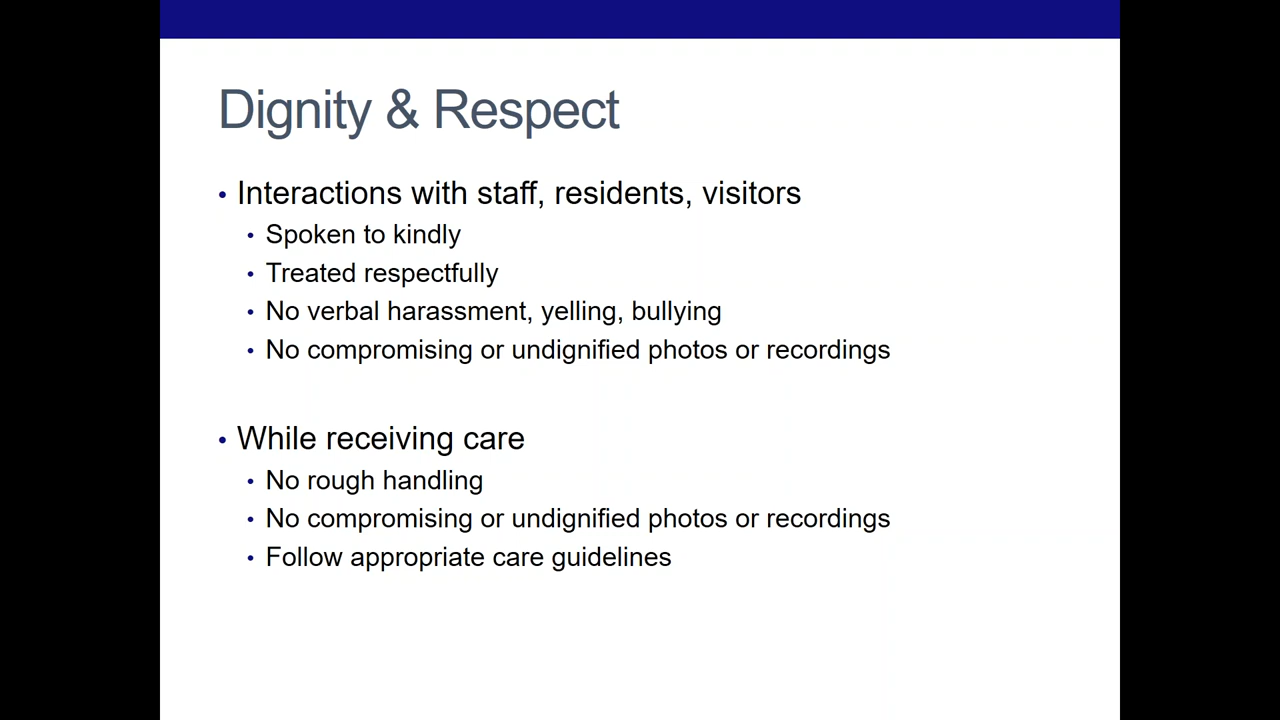 Dignity & Respect
• Interactions with staff, residents, visitors
• Spoken to kindly
• Treated respectfully
• No verbal harassment, yelling, bullying
• No compromising or undignified photos or recordings
• While receiving care
• No rough handling
• No compromising or undignified photos or recordings
• Follow appropriate care guidelines